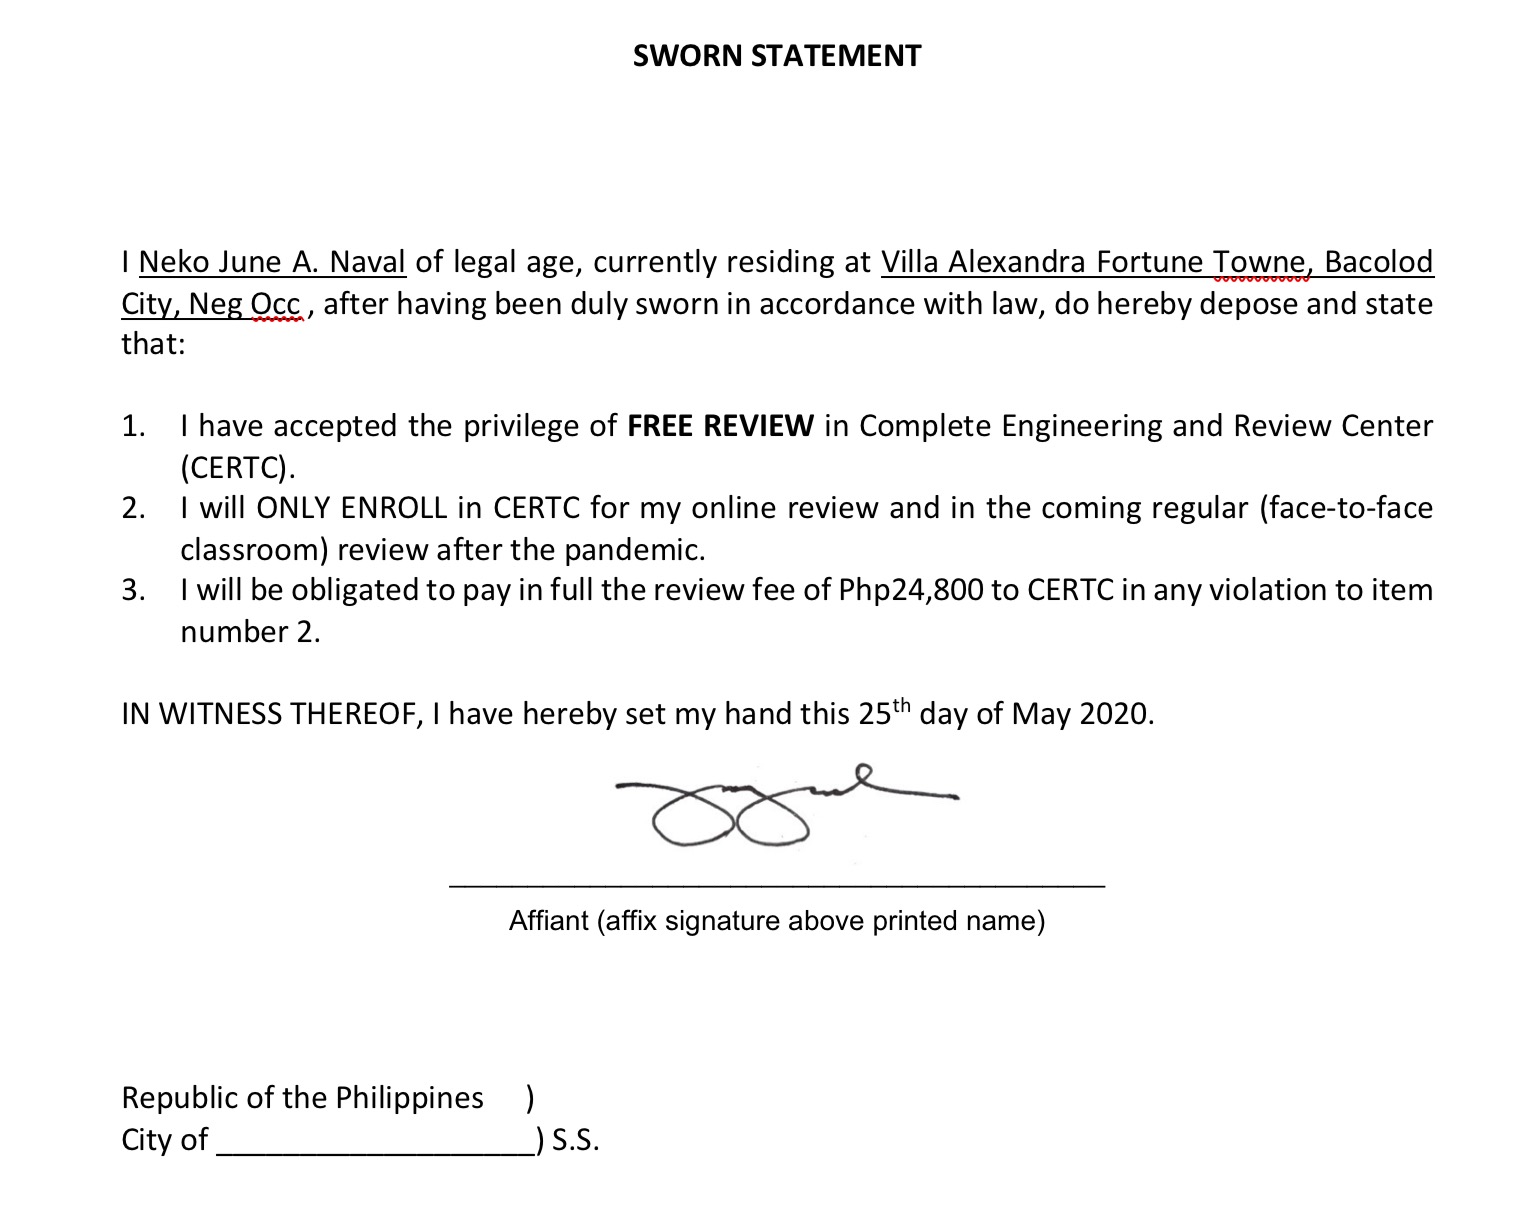 SWORN STATEMENT
I Neko June A. Naval of legal age, currently residing at Villa Alexandra Fortune Towne, Bacolod
City, Neg Occ , after having been duly sworn in accordance with law, do hereby depose and state
that:
1. I have accepted the privilege of FREE REVIEW in Complete Engineering and Review Center
(CERTC).
2. I will ONLY ENROLL in CERTC for my online review and in the coming regular (face-to-face
classroom) review after the pandemic.
3. I will be obligated to pay in full the review fee of Php24,800 to CERTC in any violation to item
number 2.
IN WITNESS THEREOF, I have hereby set my hand this 25th day of May 2020.
Affiant (affix signature above printed name)
Republic of the Philippines )
City of ____________________) S.S.